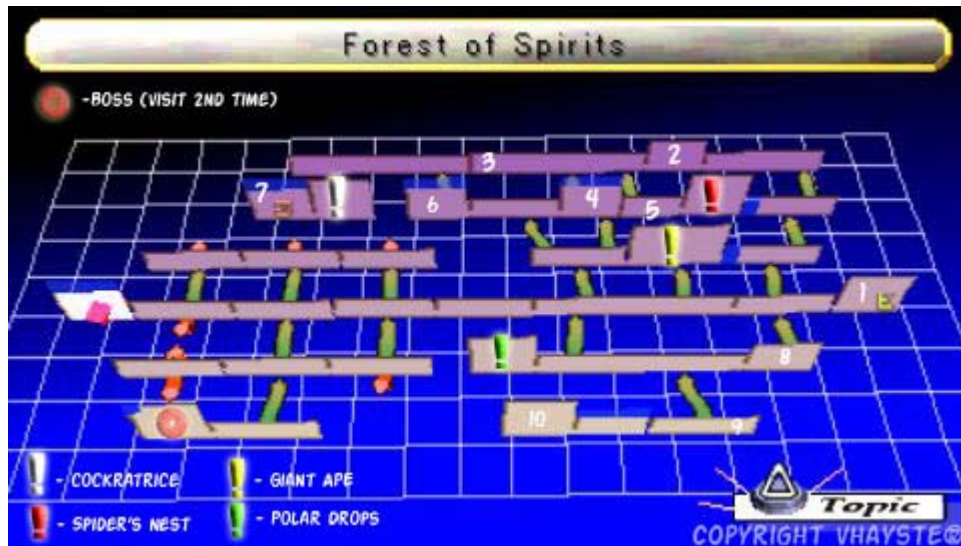 Forest of Spirits
-BOSS (VISIT 2ND TIME)
2
3
7
6
4
5
1
E
8
10
9
! - COCKRATRICE
! - GIANT APE
! - SPIDER'S NEST
! - POLAR DROPS
Topic
COPYRIGHT VHAYSTE®